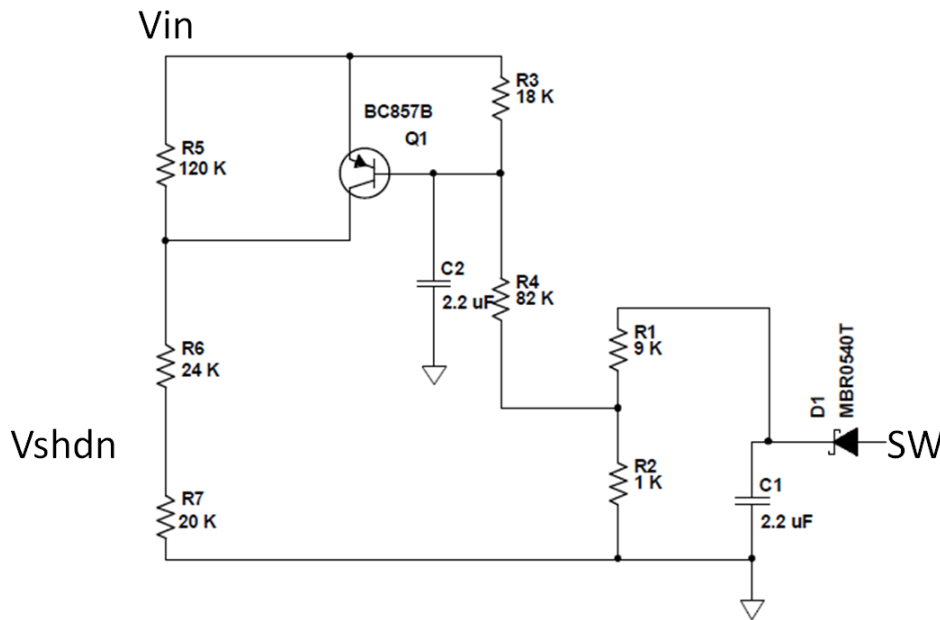 Vin
R3
18 K
BC857B
Q1
R5
120 K
C2
2.2 uF
R4
82 K
R1
9 K
R6
24 K
D1
MBR0540T
Vshdn
SW
R2
1 K
C1
2.2 uF
R7
20 K